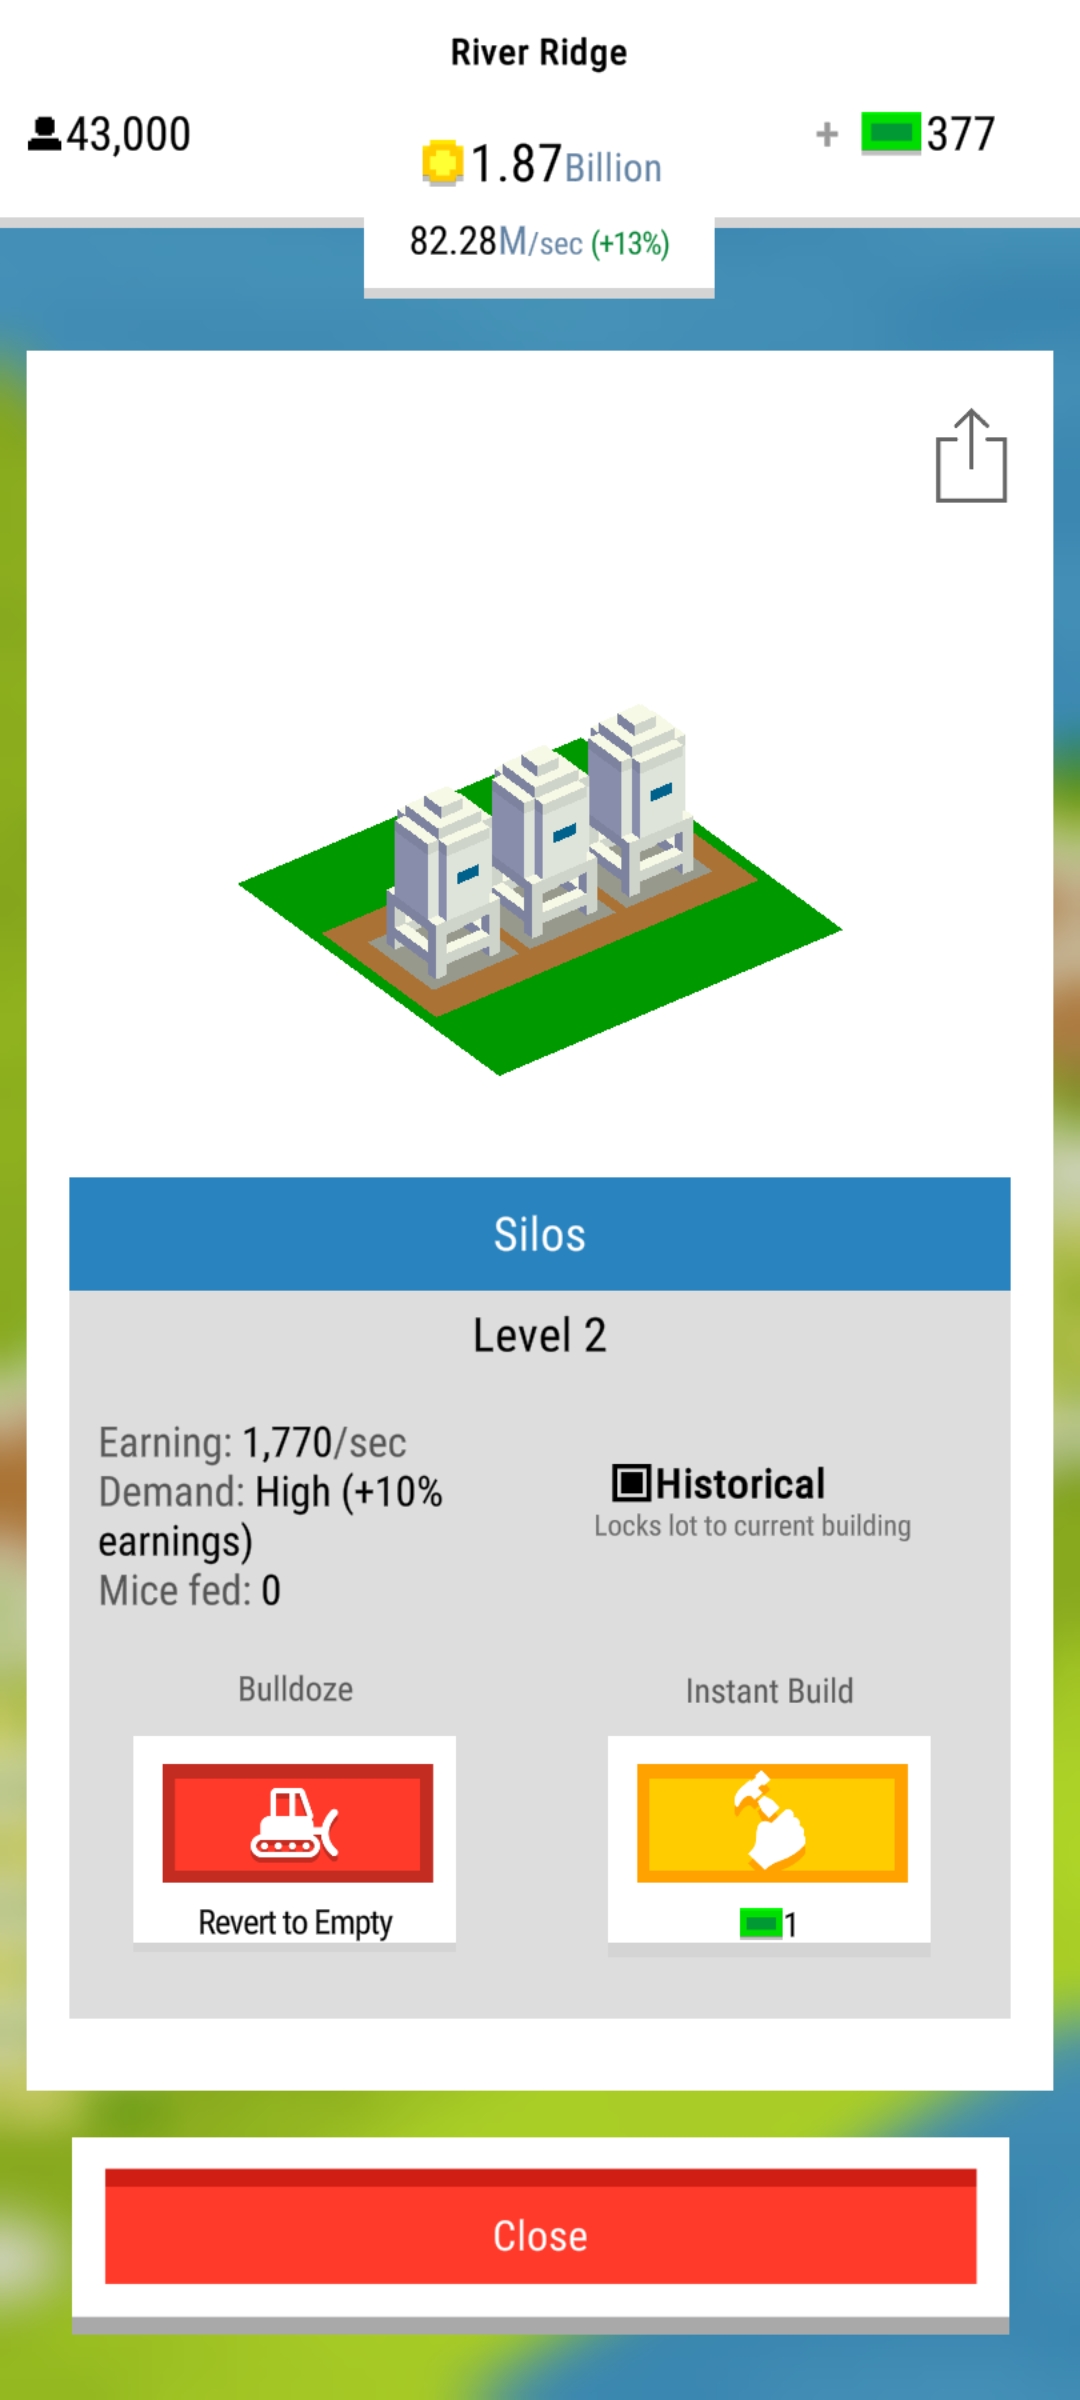 River Ridge
43,000
1.87Billion
+ 377
82.28M/sec (+13%)
Silos
Level 2
Earning: 1,770/sec
Demand: High (+10%
earnings)
Mice fed: 0
Historical
Locks lot to current building
Bulldoze
Instant Build
Revert to Empty
1
Close